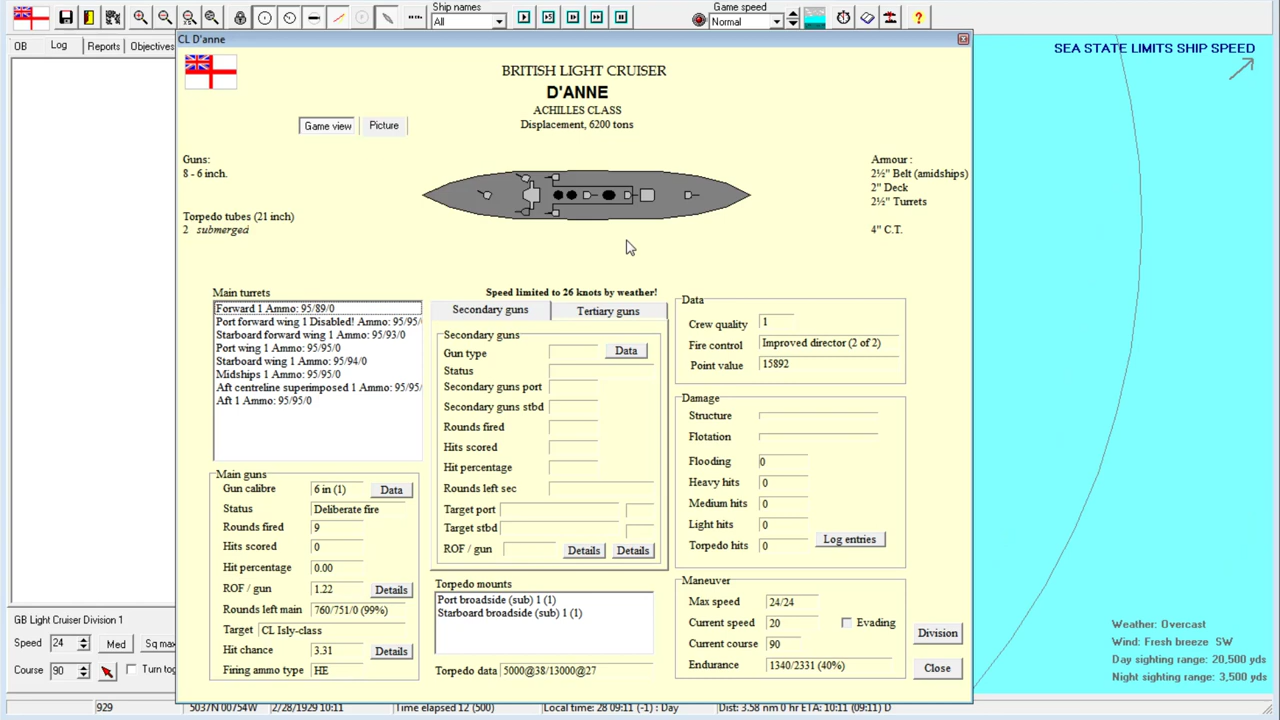 Ship names
All
Game speed
Normal
OB Log Reports Objectives
CL D'anne
SEA STATE LIMITS SHIP SPEED
BRITISH LIGHT CRUISER
D'ANNE
ACHILLES CLASS
Displacement, 6200 tons
Game view Picture
Guns:
8 - 6 inch.
Torpedo tubes (21 inch)
2 submerged
Armour :
2½" Belt (amidships)
2" Deck
2½" Turrets
4" C.T.
Speed limited to 26 knots by weather!
Main turrets
Forward 1 Ammo: 95/89/0
Port forward wing 1 Disabled! Ammo: 95/95/
Starboard forward wing 1 Ammo: 95/93/0
Port wing 1 Ammo: 95/95/0
Starboard wing 1 Ammo: 95/94/0
Midships 1 Ammo: 95/95/0
Aft centreline superimposed 1 Ammo: 95/95/
Aft 1 Ammo: 95/95/0
Main guns
Gun calibre 6 in (1) Data
Status Deliberate fire
Rounds fired 9
Hits scored 0
Hit percentage 0.00
ROF / gun 1.22 Details
Rounds left main 760/751/0 (99%)
Target CL Isly-class
Hit chance 3.31 Details
Firing ammo type HE
Secondary guns Tertiary guns
Secondary guns
Gun type Data
Status
Secondary guns port
Secondary guns stbd
Rounds fired
Hits scored
Hit percentage
Rounds left sec
Target port
Target stbd
ROF / gun Details Details
Torpedo mounts
Port broadside (sub) 1 (1)
Starboard broadside (sub) 1 (1)
Torpedo data 5000@38/13000@27
Data
Crew quality 1
Fire control Improved director (2 of 2)
Point value 15892
Damage
Structure
Flotation
Flooding 0
Heavy hits 0
Medium hits 0
Light hits 0
Torpedo hits 0 Log entries
Maneuver
Max speed 24/24
Current speed 20 Evading
Current course 90
Endurance 1340/2331 (40%)
Division
Close
GB Light Cruiser Division 1
Speed 24 Med Sq max
Course 90 Turn tog
Weather: Overcast
Wind: Fresh breeze SW
Day sighting range: 20,500 yds
Night sighting range: 3,500 yds
929 5037N 00754W 2/28/1929 10:11 Time elapsed 12 (500) Local time: 28 09:11 (-1) : Day Dist: 3.58 nm 0 hr ETA: 10:11 (09:11) D